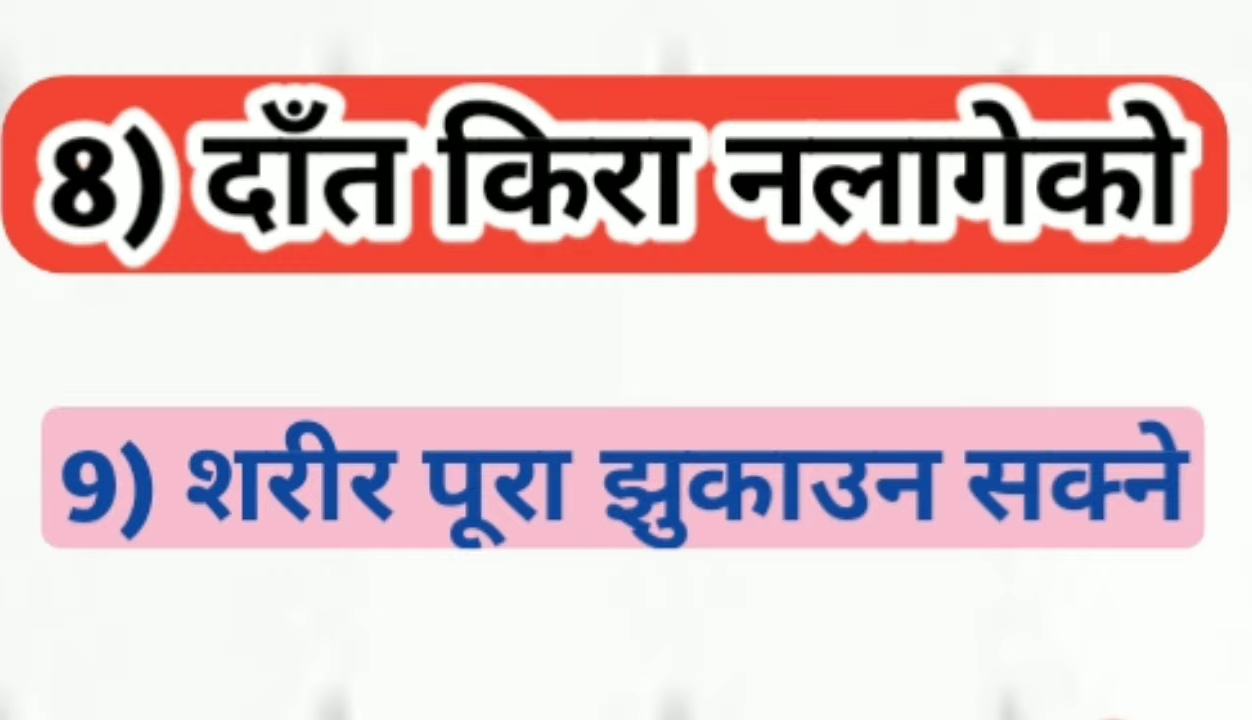 8) दाँत किरा नलागेको
9) शरीर पूरा झुकाउन सक्ने